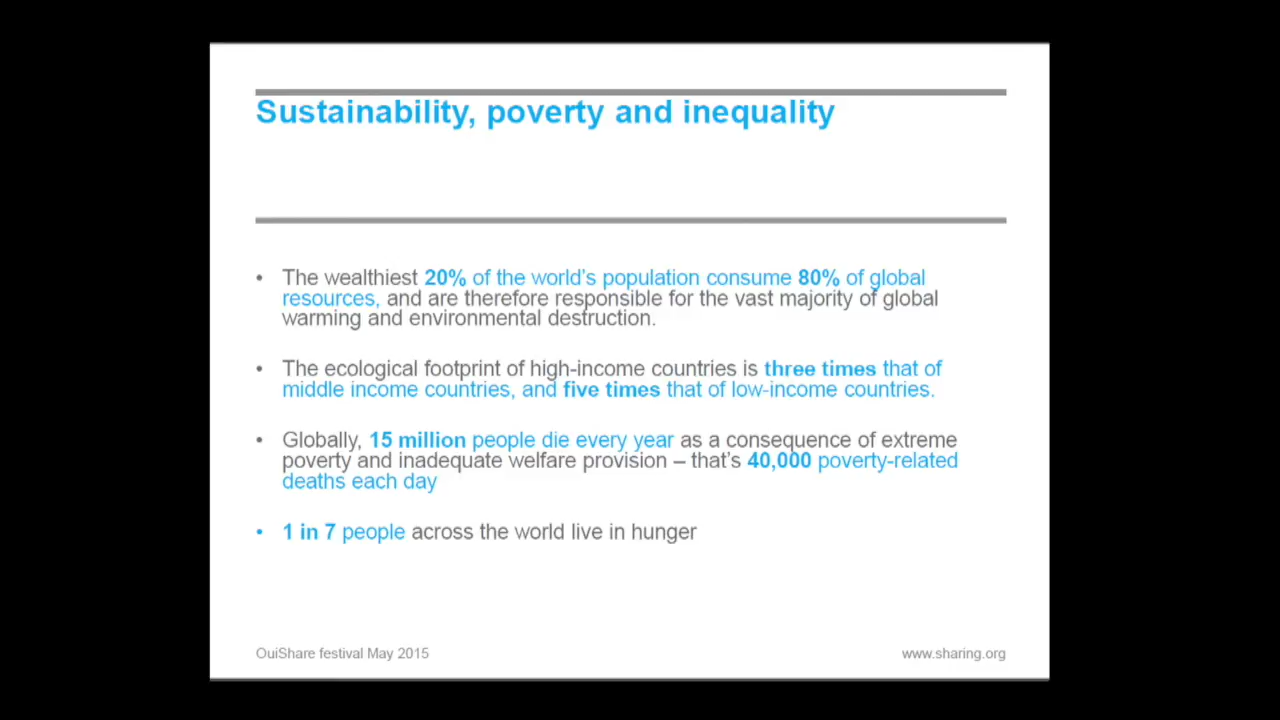 Sustainability, poverty and inequality
• The wealthiest 20% of the world's population consume 80% of global
resources, and are therefore responsible for the vast majority of global
warming and environmental destruction.
• The ecological footprint of high-income countries is three times that of
middle income countries, and five times that of low-income countries.
• Globally, 15 million people die every year as a consequence of extreme
poverty and inadequate welfare provision – that's 40,000 poverty-related
deaths each day
• 1 in 7 people across the world live in hunger
OuiShare festival May 2015
www.sharing.org